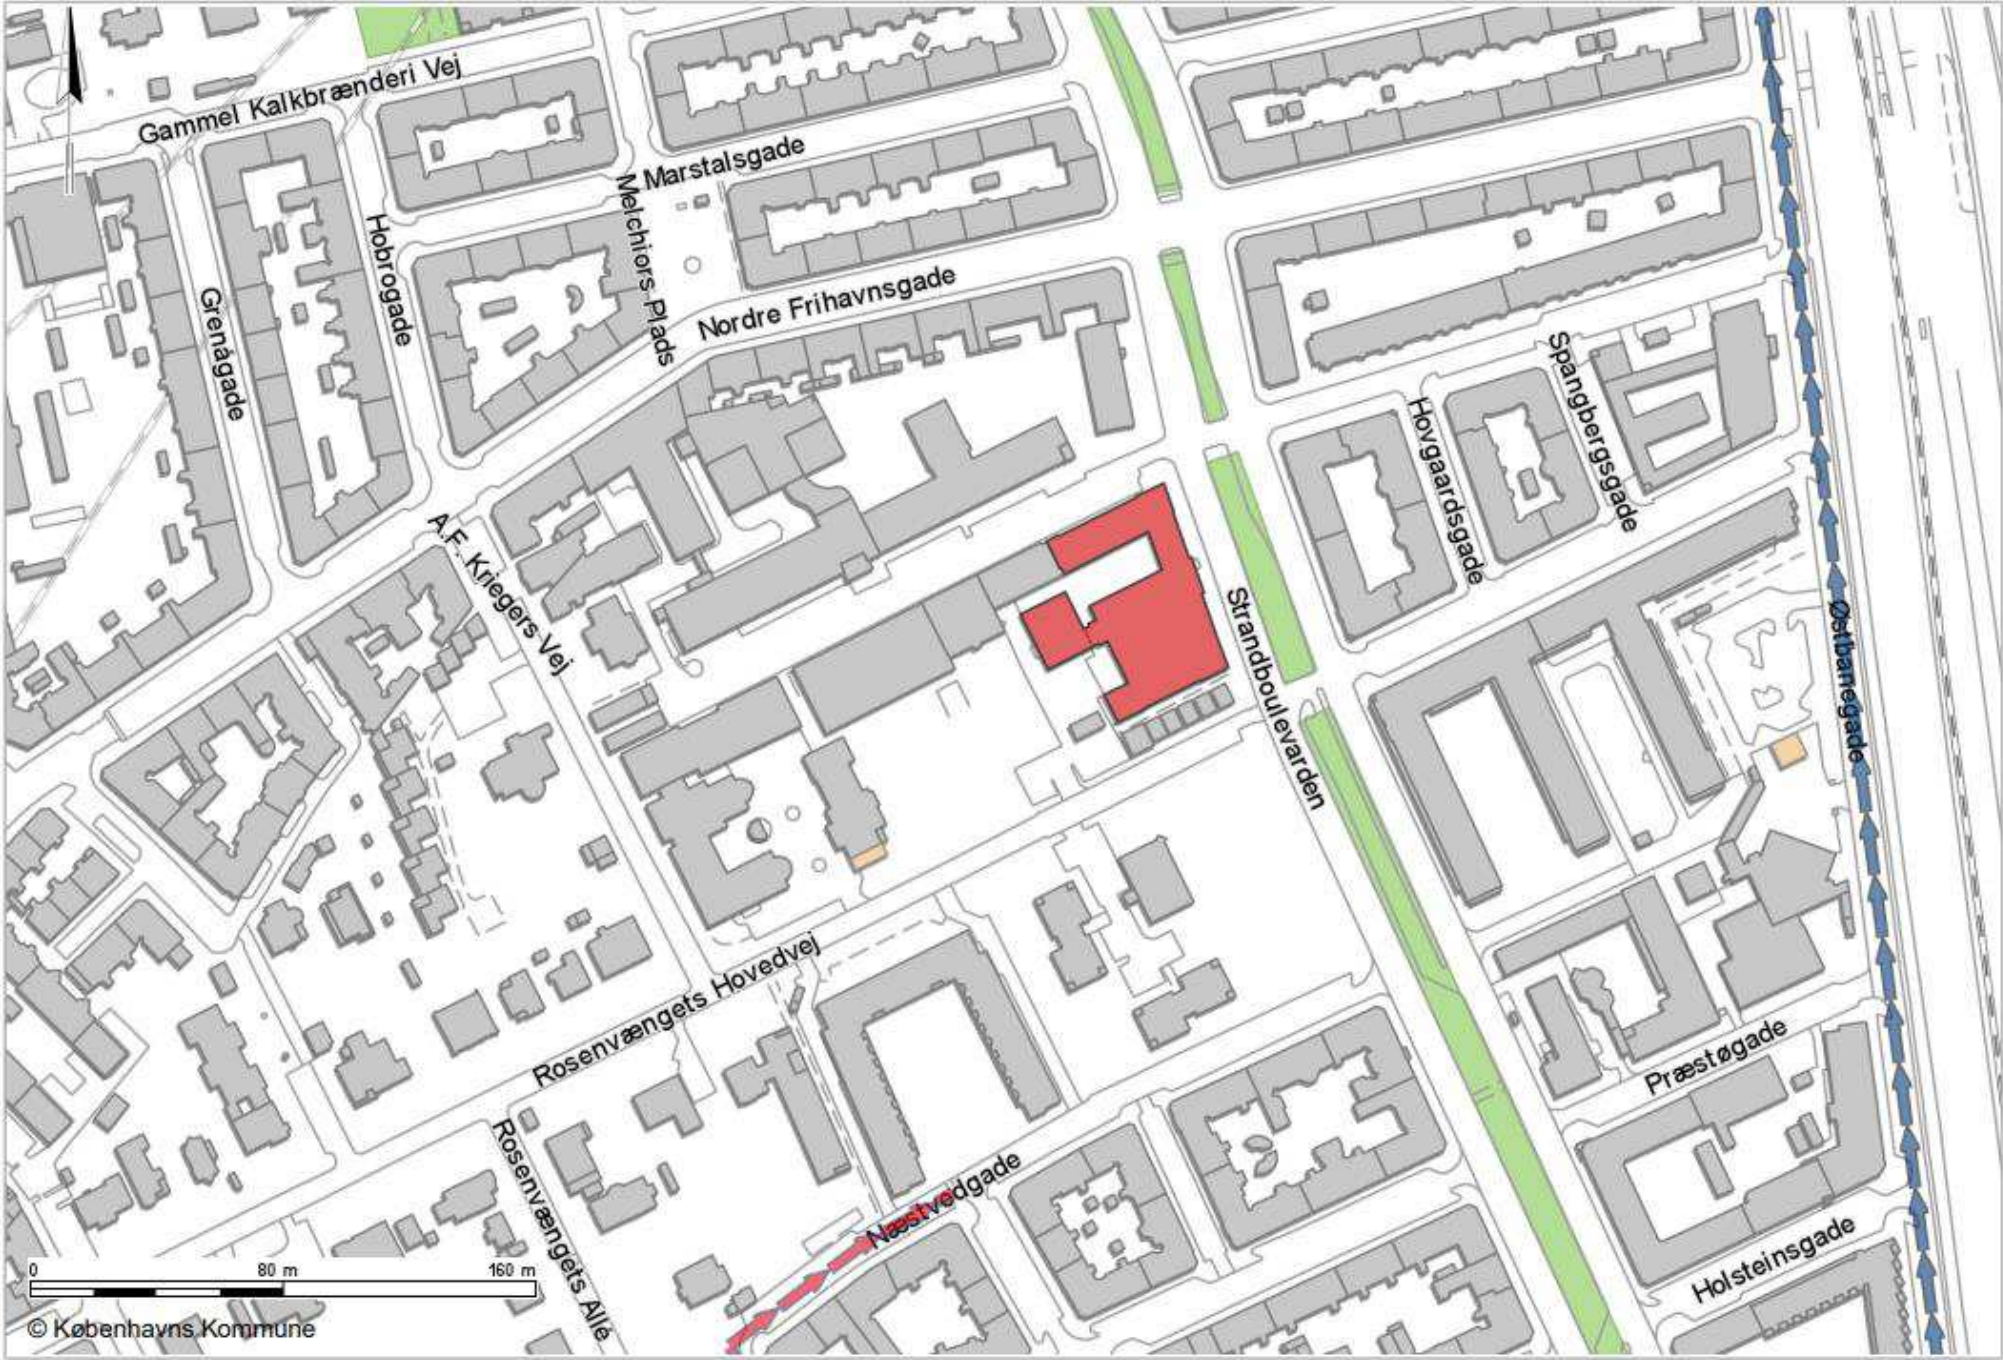 Gammel Kalkbrænderi Vej
Marstalsgade
Melchiors Plads
Hobrogade
Grenågade
Nordre Frihavnsgade
Spangbergsgade
Hovgaardsgade
A.F. Kriegers Vej
Strandboulevarden
Østbanegade
Rosenvængets Hovedvej
Præstøgade
Rosenvængets Allé
Næstvedgade
Holsteinsgade
0 80 m 160 m
© Københavns Kommune